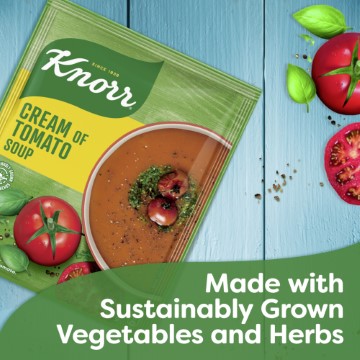 SINCE 1838
Knorr
CREAM OF
TOMATO
SOUP
Made with
Sustainably Grown
Vegetables and Herbs